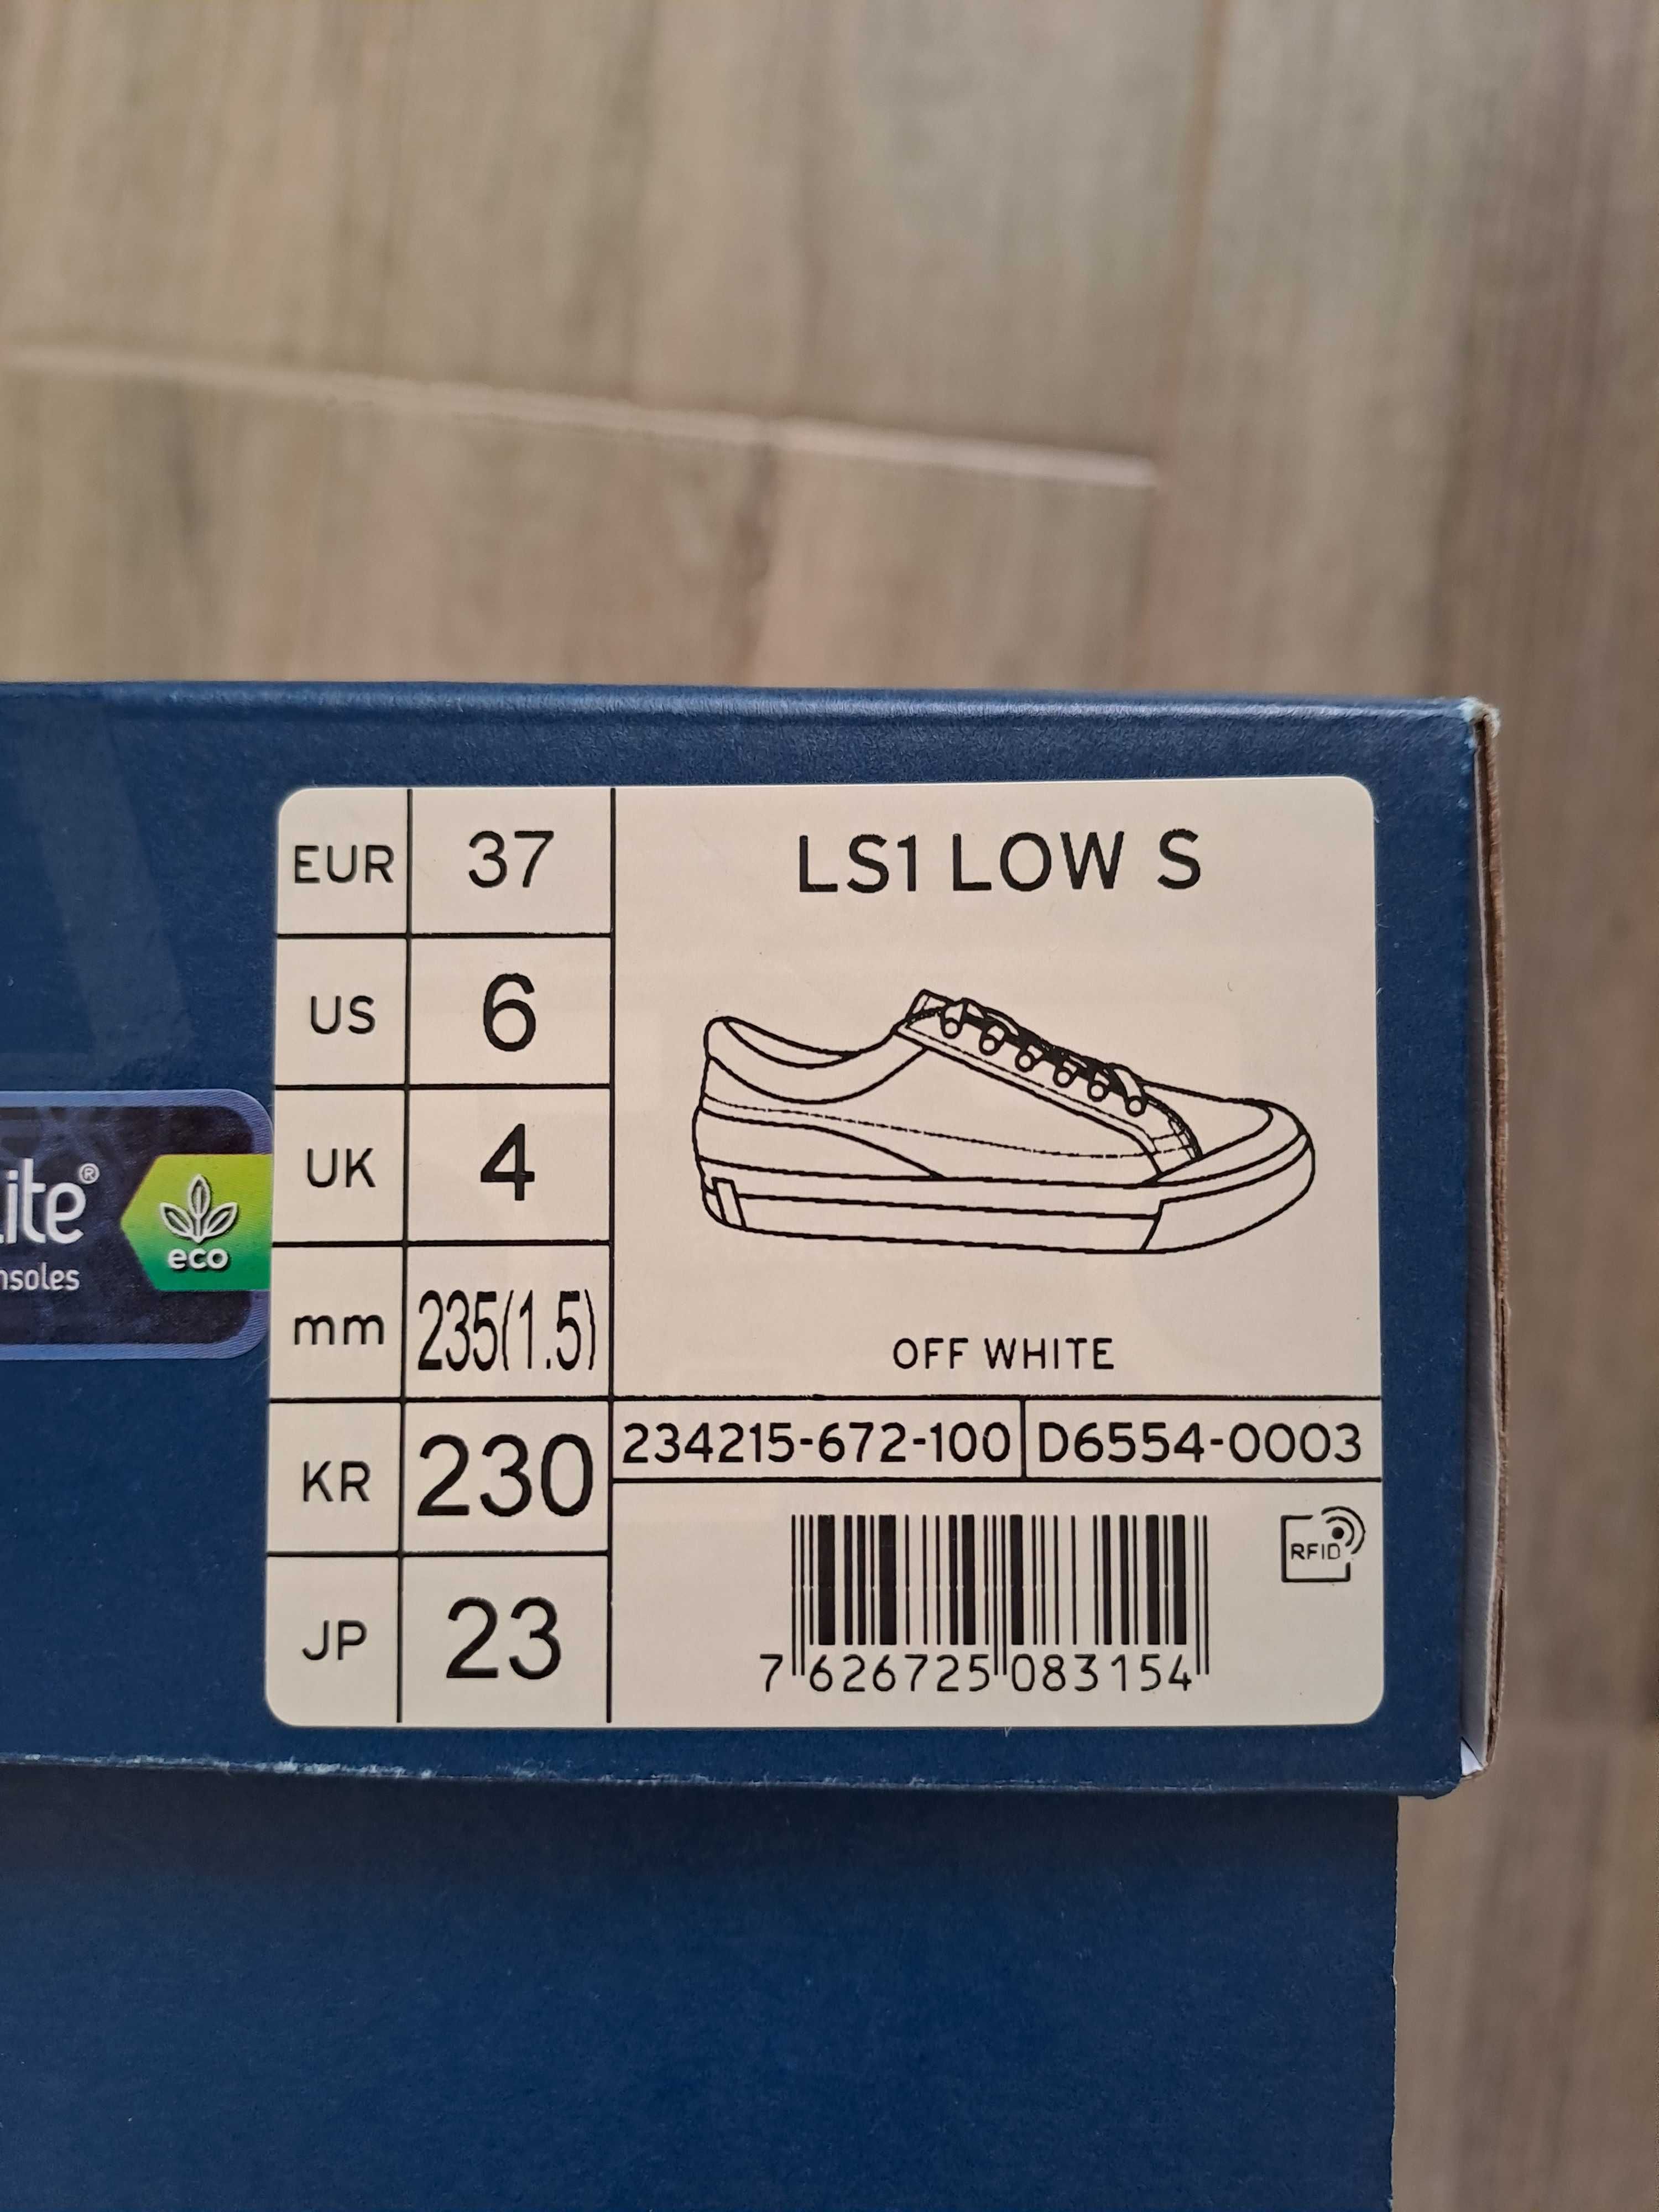 EUR 37
US 6
UK 4
mm 235(1.5)
KR 230
JP 23
LS1 LOW S
OFF WHITE
234215-672-100 D6554-0003
7 626725 083154
RFID
eco